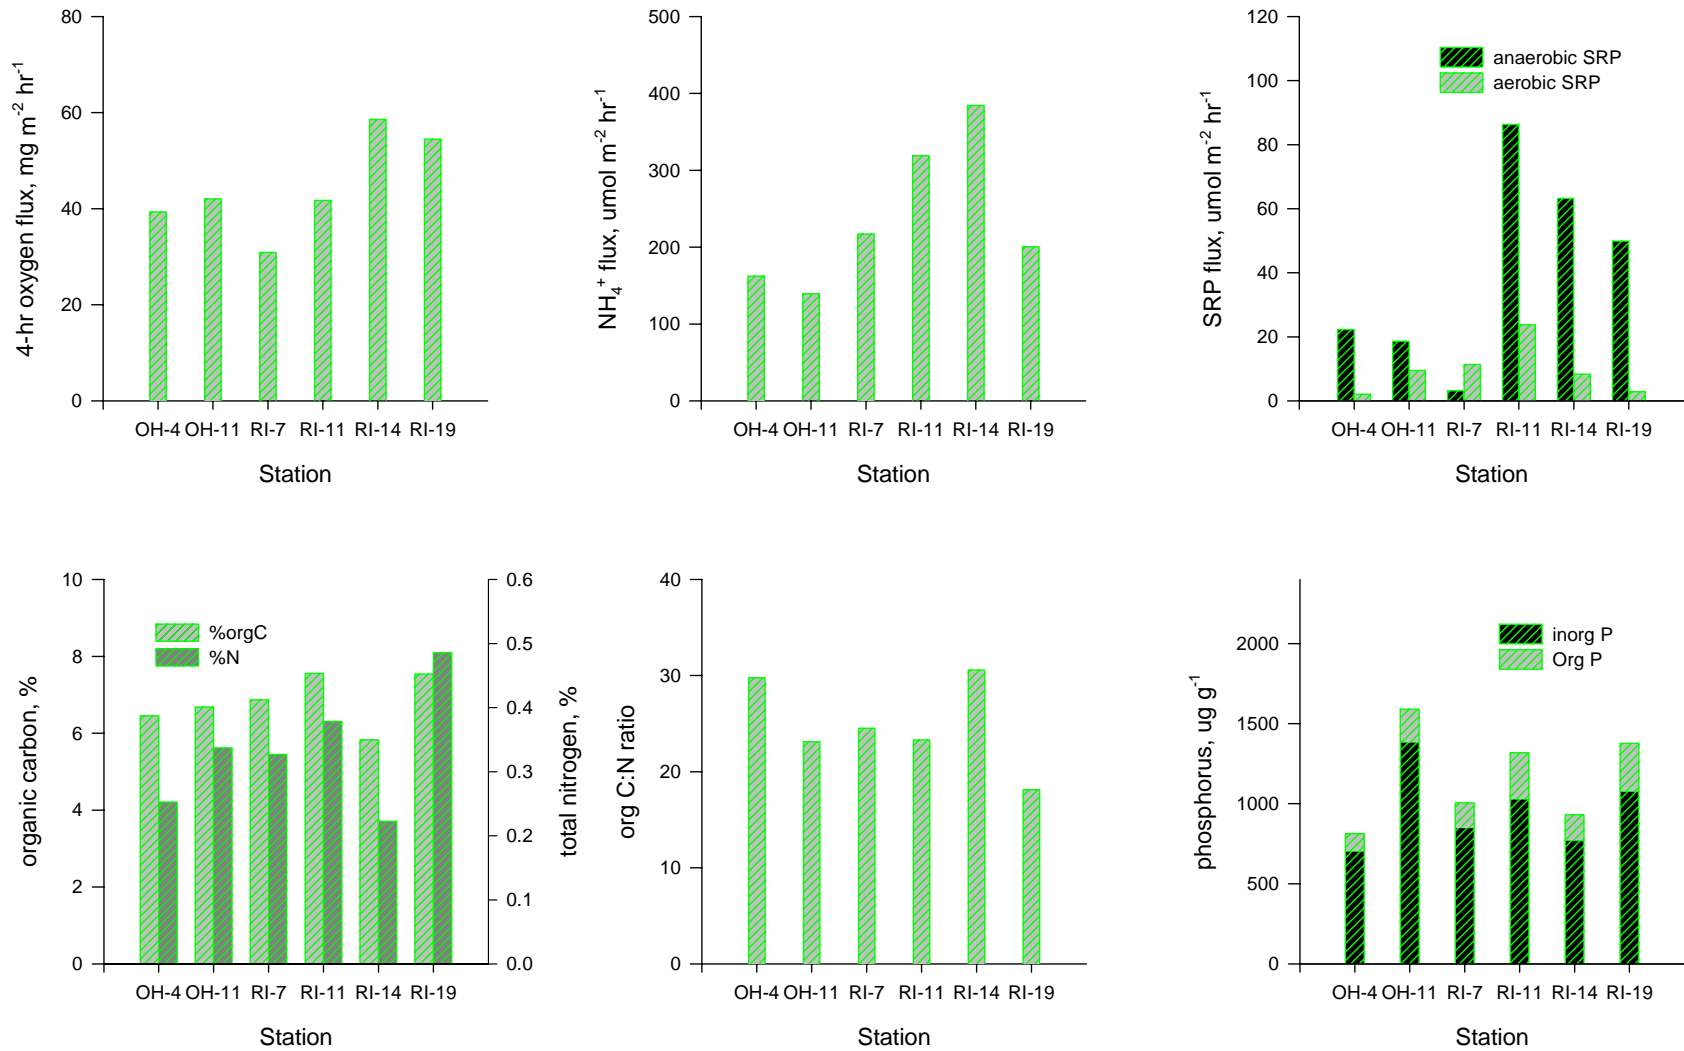 4-hr oxygen flux, mg m-2 hr-1
80
60
40
20
0
OH-4 OH-11 RI-7 RI-11 RI-14 RI-19
Station
NH4+ flux, umol m-2 hr-1
500
400
300
200
100
0
OH-4 OH-11 RI-7 RI-11 RI-14 RI-19
Station
SRP flux, umol m-2 hr-1
120
100
80
60
40
20
0
anaerobic SRP
aerobic SRP
OH-4 OH-11 RI-7 RI-11 RI-14 RI-19
Station
organic carbon, %
10
8
6
4
2
0
%orgC
%N
total nitrogen, %
0.6
0.5
0.4
0.3
0.2
0.1
0.0
OH-4 OH-11 RI-7 RI-11 RI-14 RI-19
Station
org C:N ratio
40
30
20
10
0
OH-4 OH-11 RI-7 RI-11 RI-14 RI-19
Station
phosphorus, ug g-1
2000
1500
1000
500
0
inorg P
Org P
OH-4 OH-11 RI-7 RI-11 RI-14 RI-19
Station